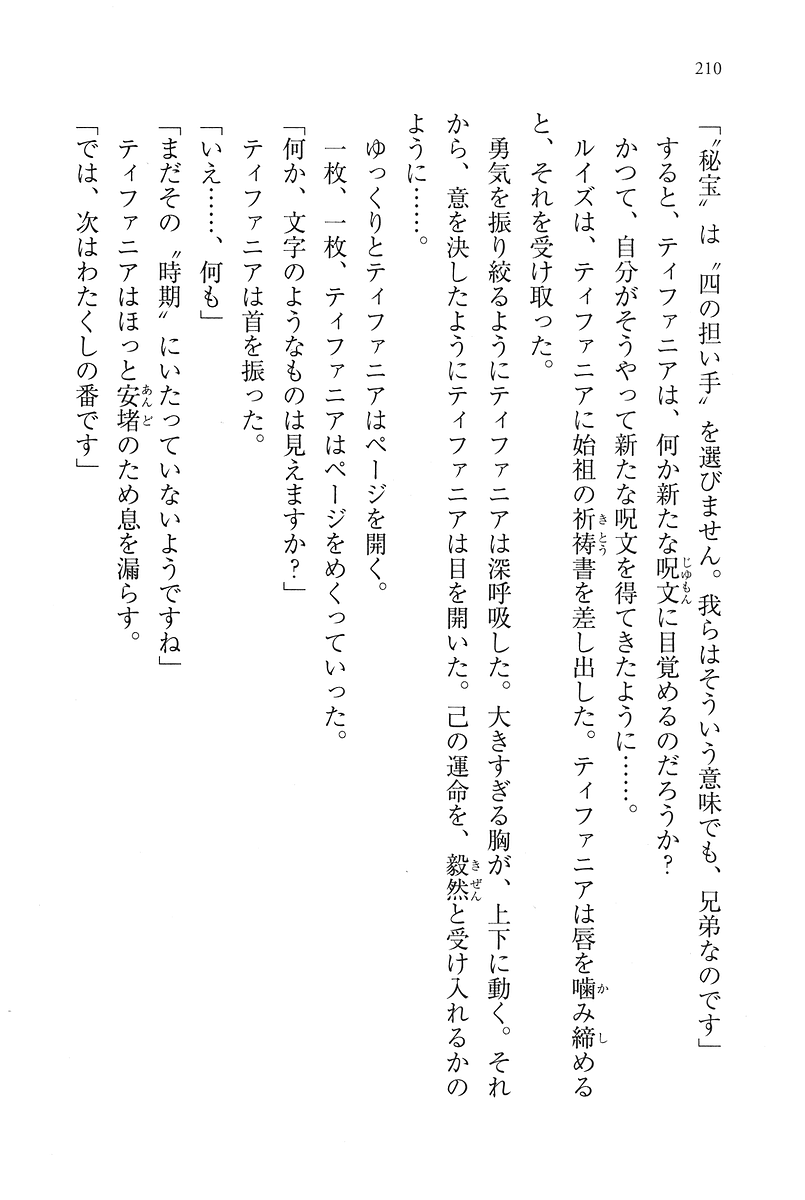 210
「〝秘宝〟は〝四の担い手〟を選びません。我らはそういう意味でも、兄弟なのです」
すると、ティファニアは、何か新たな呪文に目覚めるのだろうか?
かつて、自分がそうやって新たな呪文を得てきたように……。
ルイズは、ティファニアに始祖の祈祷書を差し出した。ティファニアは唇を噛み締める
と、それを受け取った。
勇気を振り絞るようにティファニアは深呼吸した。大きすぎる胸が、上下に動く。それ
から、意を決したようにティファニアは目を開いた。己の運命を、毅然と受け入れるかの
ように……。
ゆっくりとティファニアはページを開く。
一枚、一枚、ティファニアはページをめくっていった。
「何か、文字のようなものは見えますか?」
ティファニアは首を振った。
「いえ……、何も」
「まだその〝時期〟にいたっていないようですね」
ティファニアはほっと安堵のため息を漏らす。
「では、次はわたくしの番です」